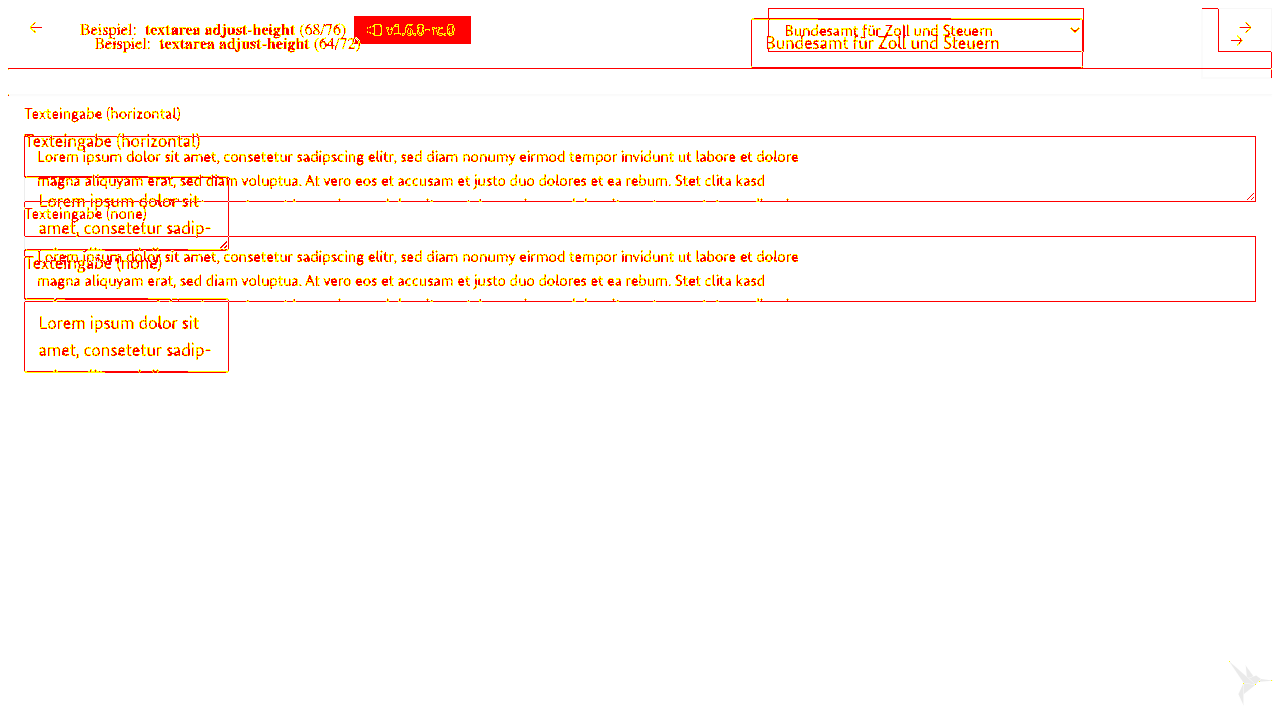 Beispiel: textarea adjust-height (68/76) v1.6.0-rc.0 Bundesamt für Zoll und Steuern
Beispiel: textarea adjust-height (64/72) Bundesamt für Zoll und Steuern
Texteingabe (horizontal)
Texteingabe (horizontal)
Lorem ipsum dolor sit amet, consetetur sadipscing elitr, sed diam nonumy eirmod tempor invidunt ut labore et dolore
magna aliquyam erat, sed diam voluptua. At vero eos et accusam et justo duo dolores et ea rebum. Stet clita kasd
Lorem ipsum dolor sit
Texteingabe (none)
amet, consetetur sadip-
Lorem ipsum dolor sit amet, consetetur sadipscing elitr, sed diam nonumy eirmod tempor invidunt ut labore et dolore
Texteingabe (none)
magna aliquyam erat, sed diam voluptua. At vero eos et accusam et justo duo dolores et ea rebum. Stet clita kasd
Lorem ipsum dolor sit
amet, consetetur sadip-